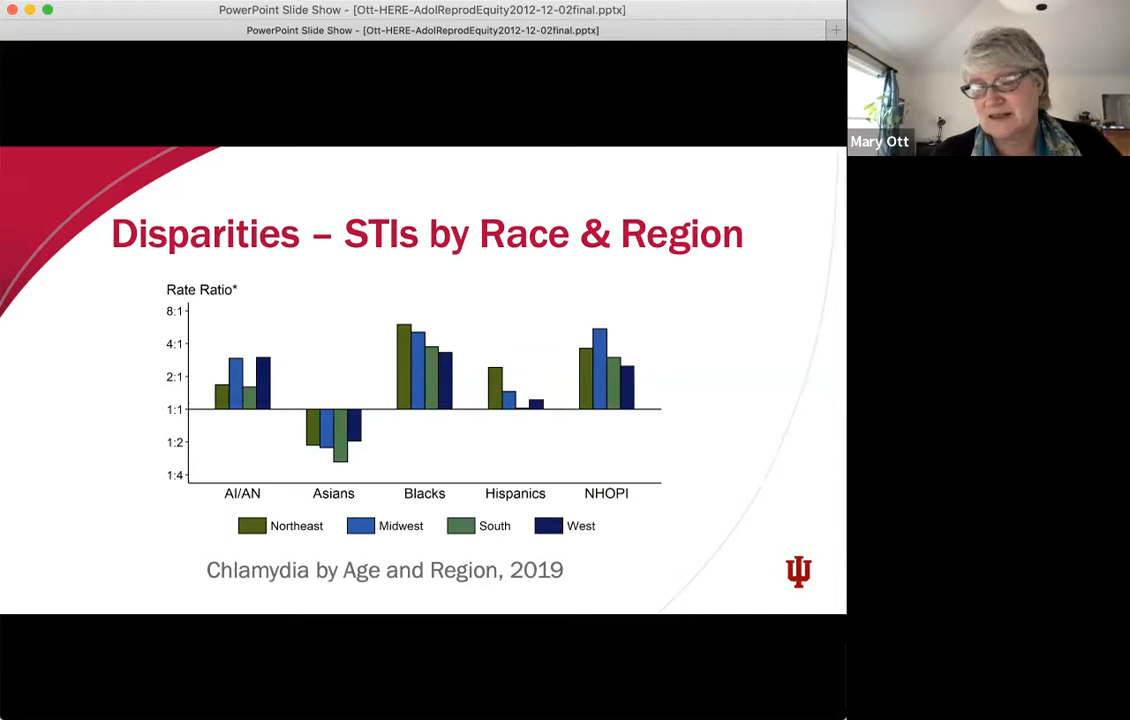 PowerPoint Slide Show - [Ott-HERE-AdolReprodEquity2012-12-02final.pptx]
PowerPoint Slide Show - [Ott-HERE-AdolReprodEquity2012-12-02final.pptx]
Mary Ott
Disparities – STIs by Race & Region
Rate Ratio*
8:1
4:1
2:1
1:1
1:2
1:4
AI/AN Asians Blacks Hispanics NHOPI
Northeast Midwest South West
Chlamydia by Age and Region, 2019